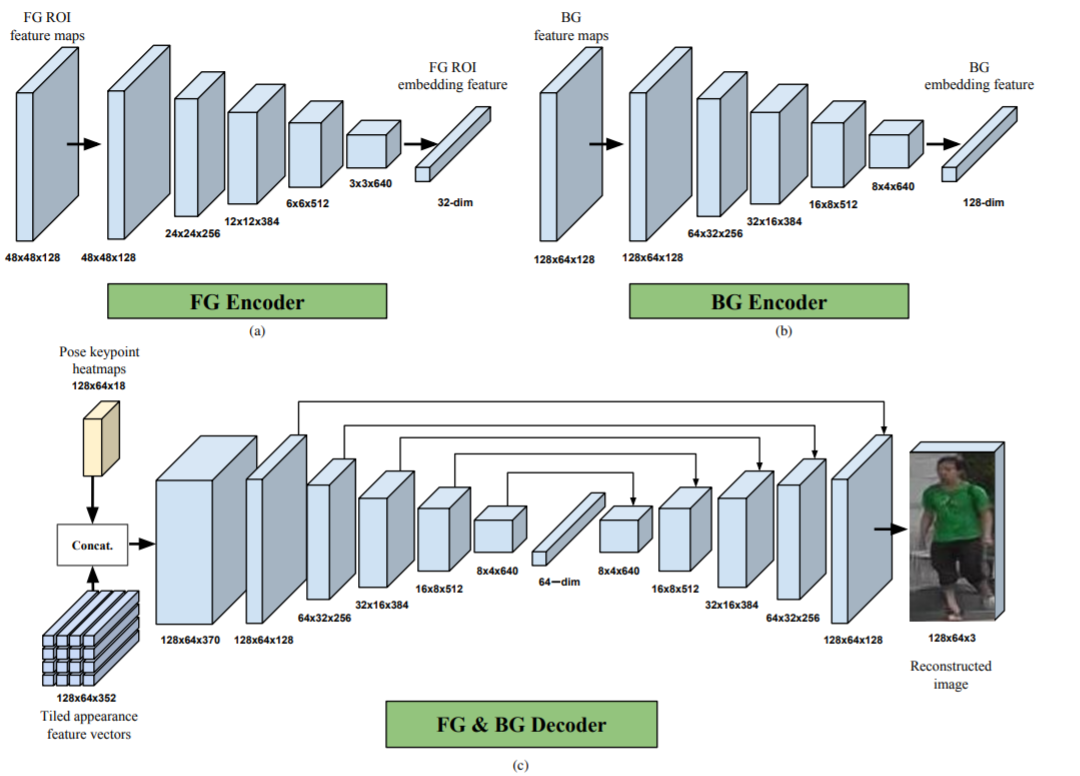 FG ROI
feature maps
FG ROI
embedding feature
48x48x128
48x48x128
24x24x256
12x12x384
6x6x512
3x3x640
32-dim
FG Encoder
(a)
BG
feature maps
BG
embedding feature
128x64x128
128x64x128
64x32x256
32x16x384
16x8x512
8x4x640
128-dim
BG Encoder
(b)
Pose keypoint
heatmaps
128x64x18
Concat.
128x64x352
Tiled appearance
feature vectors
128x64x370
128x64x128
64x32x256
32x16x384
16x8x512
8x4x640
64—dim
8x4x640
16x8x512
32x16x384
64x32x256
128x64x128
128x64x3
Reconstructed
image
FG & BG Decoder
(c)